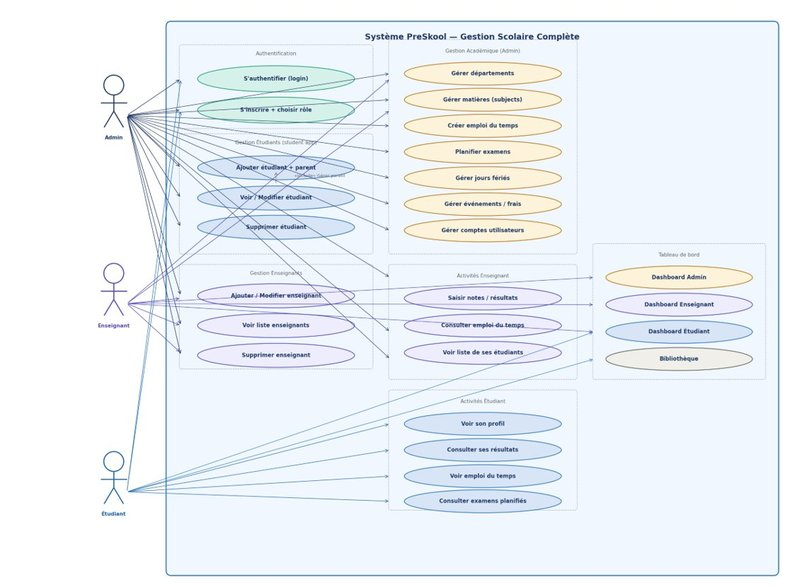 Système PreSkool — Gestion Scolaire Complète
Authentification
S'authentifier (login)
S'inscrire + choisir rôle
Gestion Étudiants (student app)
Ajouter étudiant + parent
Voir / Modifier étudiant
Supprimer étudiant
Gestion Enseignants
Ajouter / Modifier enseignant
Voir liste enseignants
Supprimer enseignant
Gestion Académique (Admin)
Gérer départements
Gérer matières (subjects)
Créer emploi du temps
Planifier examens
Gérer jours fériés
Gérer événements / frais
Gérer comptes utilisateurs
Activités Enseignant
Saisir notes / résultats
Consulter emploi du temps
Voir liste de ses étudiants
Activités Étudiant
Voir son profil
Consulter ses résultats
Voir emploi du temps
Consulter examens planifiés
Tableau de bord
Dashboard Admin
Dashboard Enseignant
Dashboard Étudiant
Bibliothèque
Admin
Enseignant
Étudiant